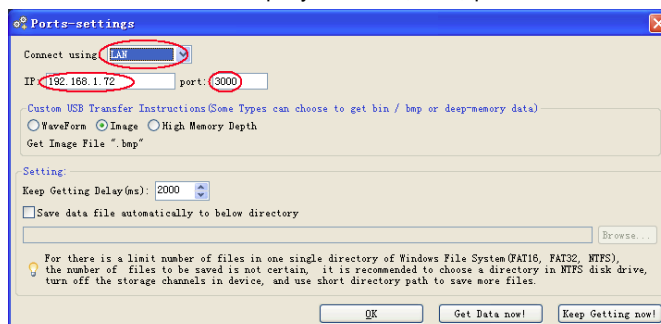 Ports-settings
Connect using LAN
IP: 192.168.1.72 port: 3000
Custom USB Transfer Instructions(Some Types can choose to get bin / bmp or deep-memory data)
WaveForm Image High Memory Depth
Get Image File ".bmp"
Setting:
Keep Getting Delay(ms): 2000
Save data file automatically to below directory
Browse...
For there is a limit number of files in one single directory of Windows File System(FAT16, FAT32, NTFS),
the number of files to be saved is not certain, it is recommended to choose a directory in NTFS disk drive,
turn off the storage channels in device, and use short directory path to save more files.
OK Get Data now! Keep Getting now!